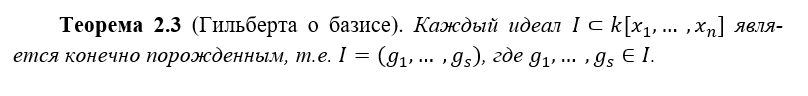 Теорема 2.3 (Гильберта о базисе). Каждый идеал I ⊂ k[x₁, … , xₙ] явля-
ется конечно порожденным, т.е. I = (g₁, … , gₛ), где g₁, … , gₛ ∈ I.